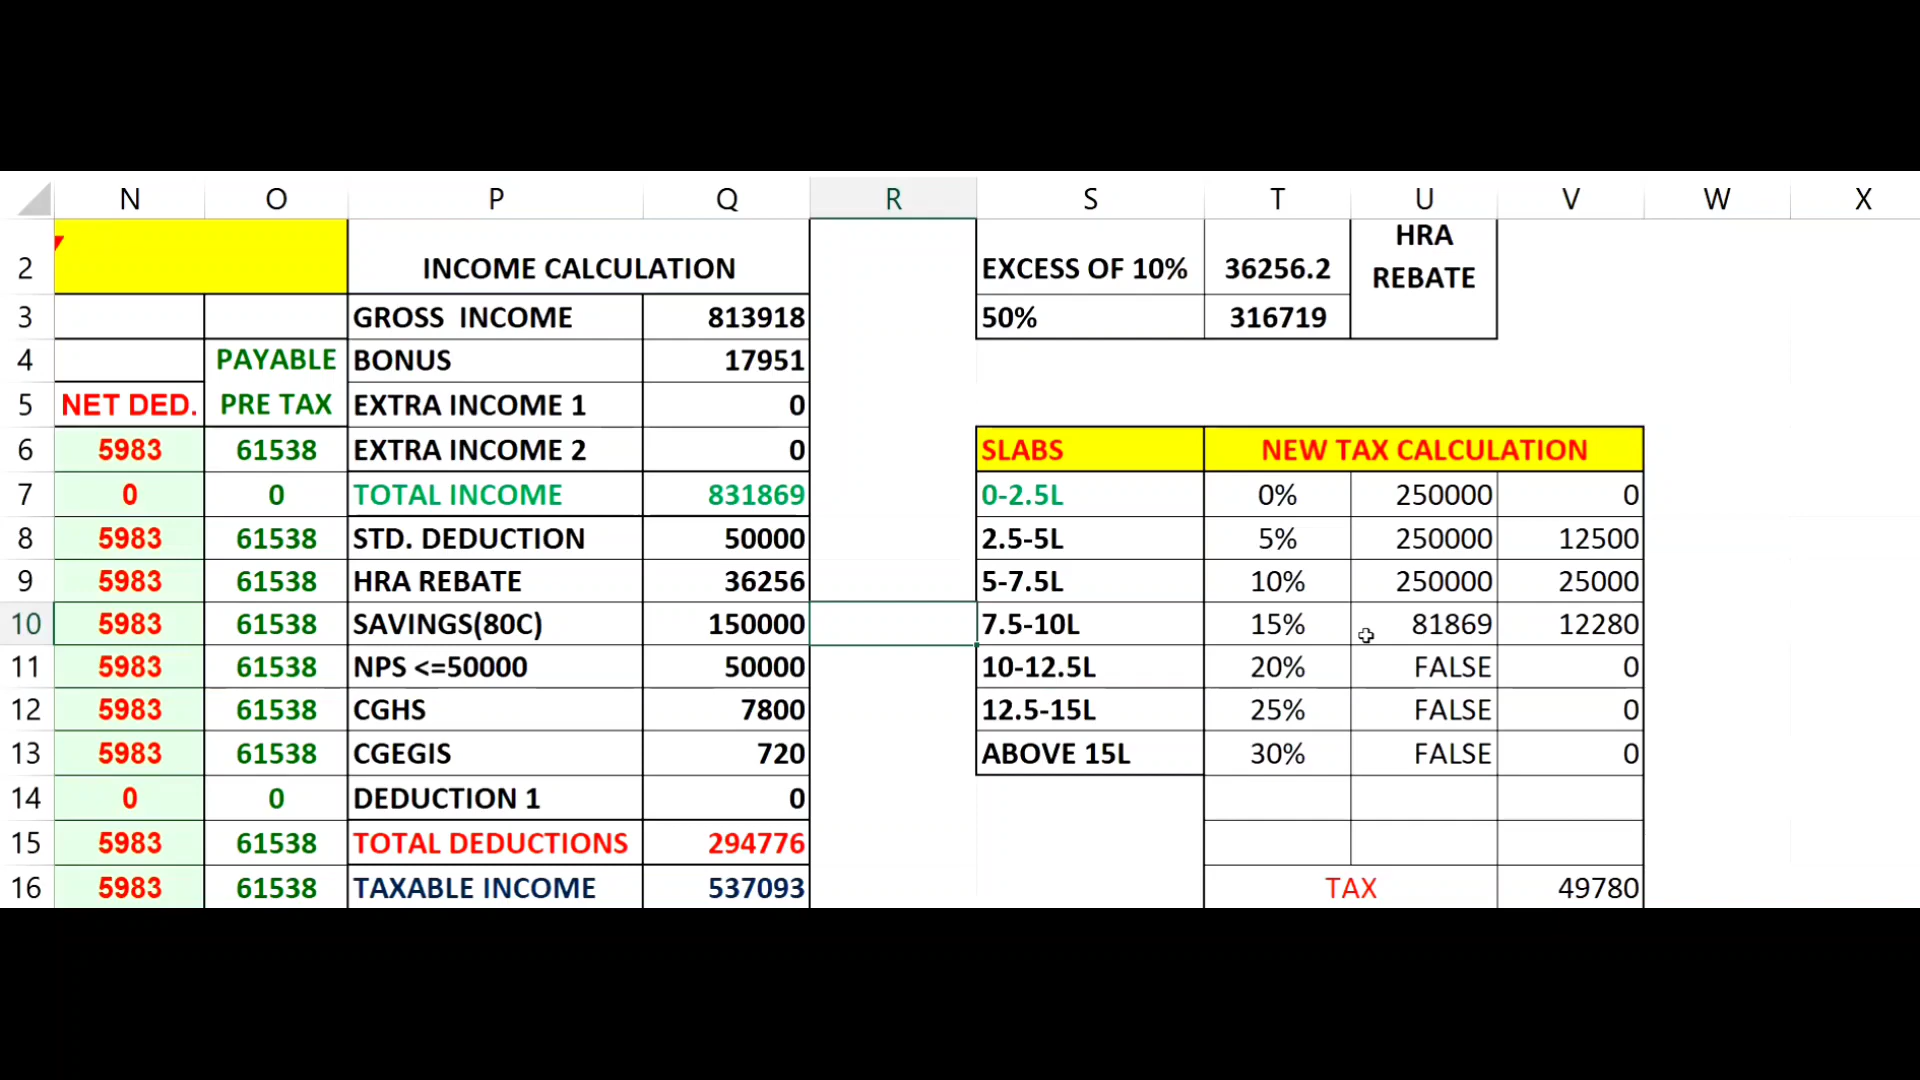 N O P Q R S T U V W X
2 INCOME CALCULATION EXCESS OF 10% 36256.2 HRA REBATE
3 GROSS INCOME 813918 50% 316719
4 PAYABLE BONUS 17951
5 NET DED. PRE TAX EXTRA INCOME 1 0
6 5983 61538 EXTRA INCOME 2 0 SLABS NEW TAX CALCULATION
7 0 0 TOTAL INCOME 831869 0-2.5L 0% 250000 0
8 5983 61538 STD. DEDUCTION 50000 2.5-5L 5% 250000 12500
9 5983 61538 HRA REBATE 36256 5-7.5L 10% 250000 25000
10 5983 61538 SAVINGS(80C) 150000 7.5-10L 15% 81869 12280
11 5983 61538 NPS <=50000 50000 10-12.5L 20% FALSE 0
12 5983 61538 CGHS 7800 12.5-15L 25% FALSE 0
13 5983 61538 CGEGIS 720 ABOVE 15L 30% FALSE 0
14 0 0 DEDUCTION 1 0
15 5983 61538 TOTAL DEDUCTIONS 294776
16 5983 61538 TAXABLE INCOME 537093 TAX 49780